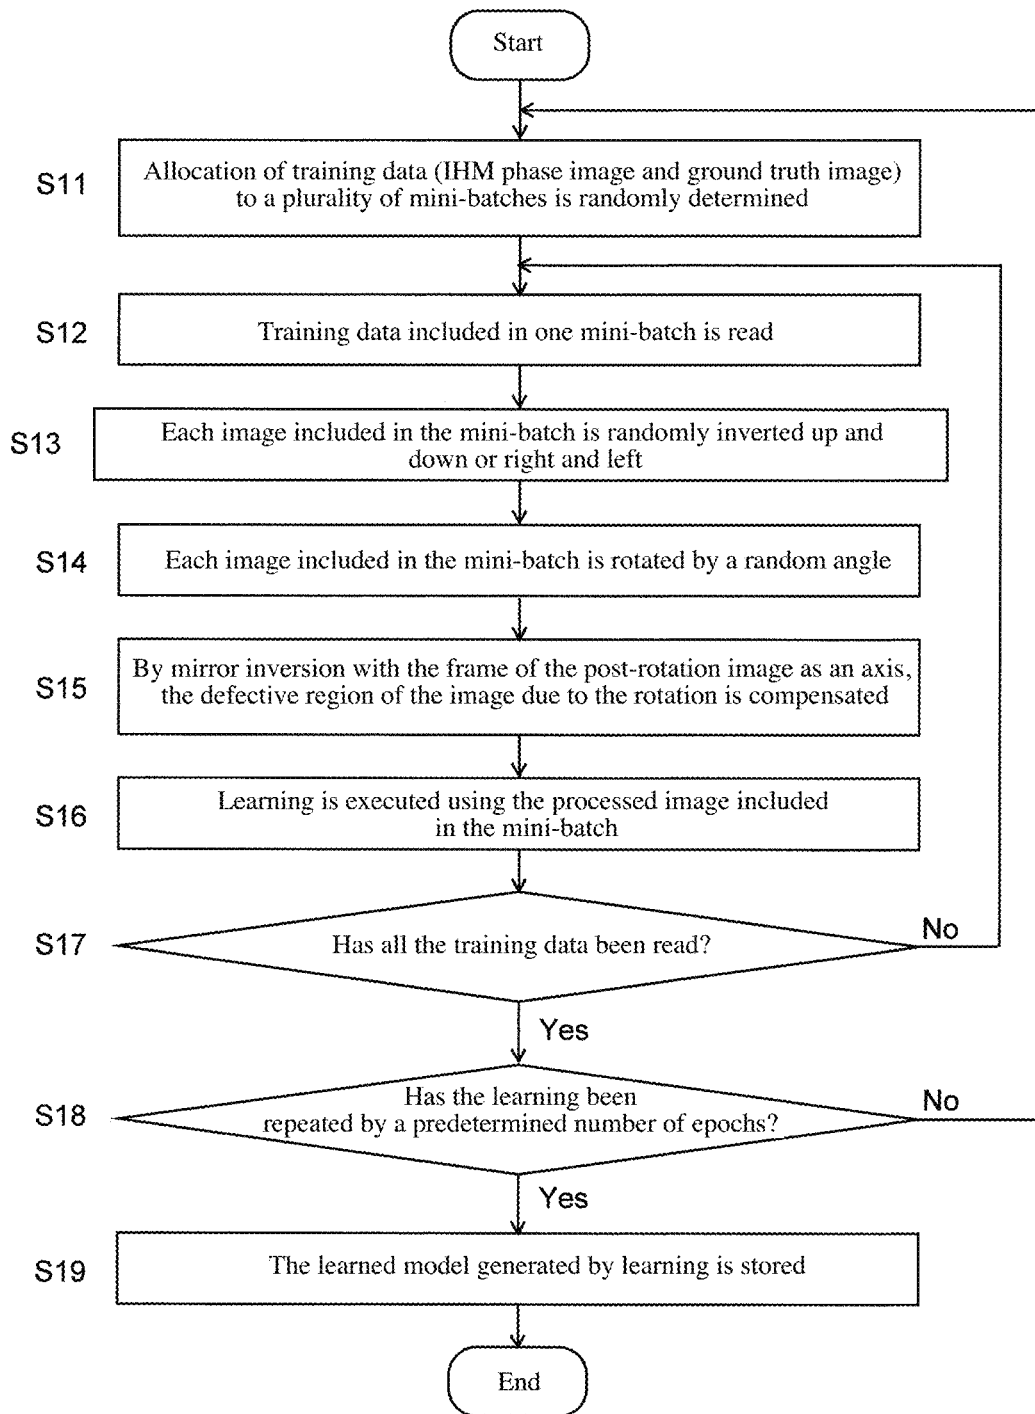 Start
S11
Allocation of training data (IHM phase image and ground truth image)
to a plurality of mini-batches is randomly determined
S12
Training data included in one mini-batch is read
S13
Each image included in the mini-batch is randomly inverted up and
down or right and left
S14
Each image included in the mini-batch is rotated by a random angle
S15
By mirror inversion with the frame of the post-rotation image as an axis,
the defective region of the image due to the rotation is compensated
S16
Learning is executed using the processed image included
in the mini-batch
S17
Has all the training data been read?
No
Yes
S18
Has the learning been
repeated by a predetermined number of epochs?
No
Yes
S19
The learned model generated by learning is stored
End